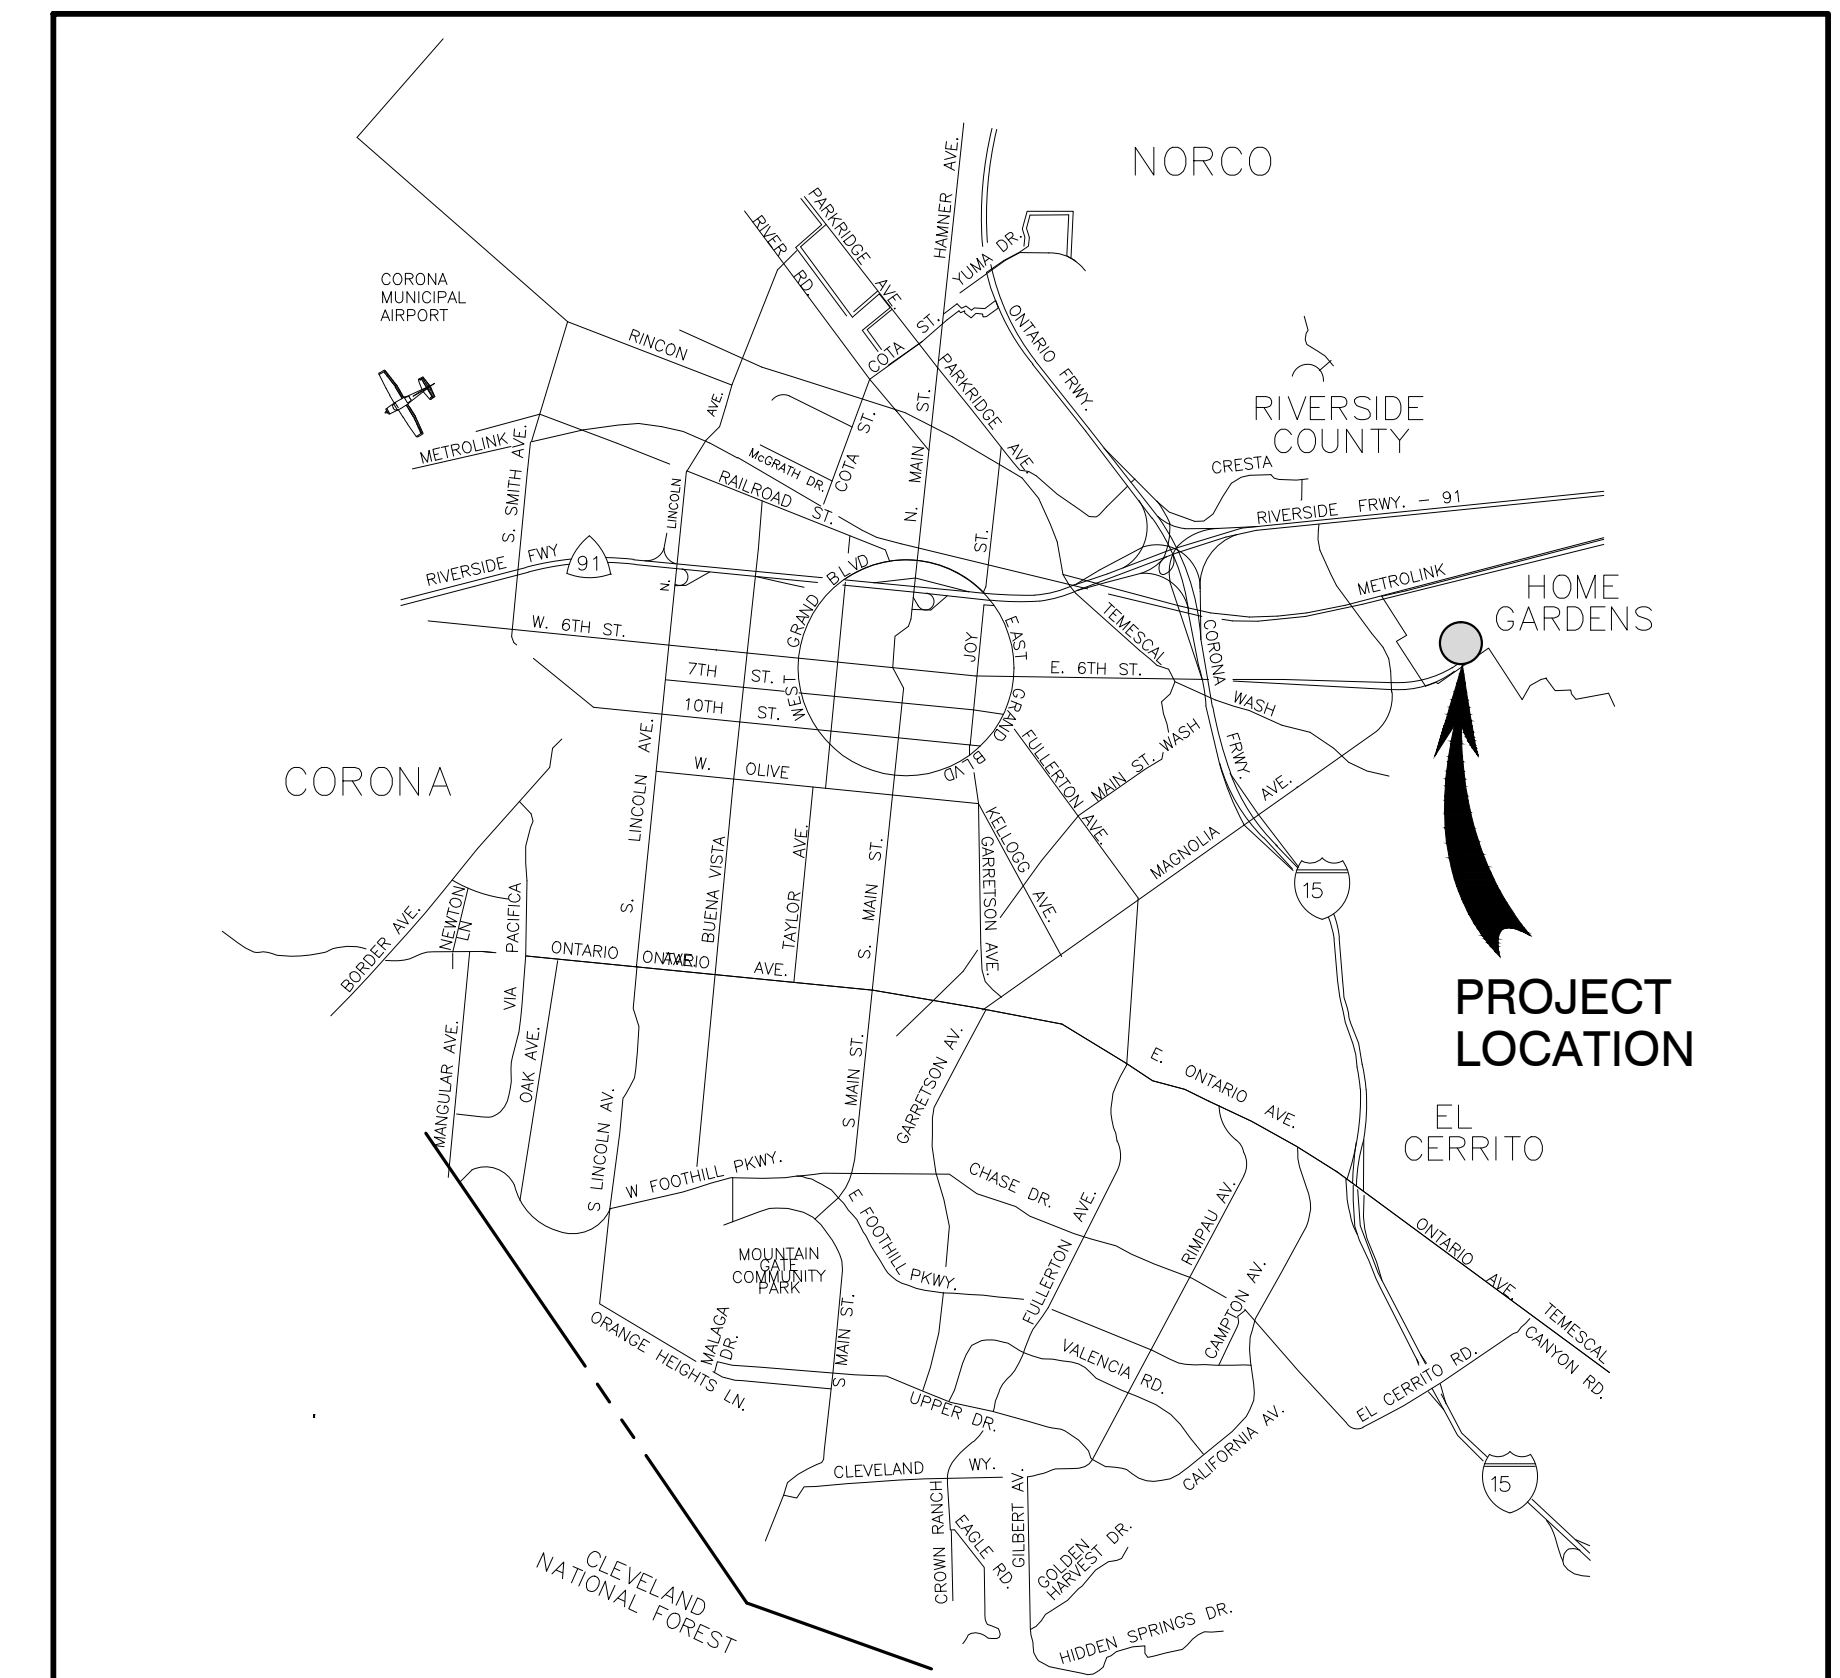 NORCO
HAMNER AVE.
PARKRIDGE AVE.
RIVER RD.
YUMA DR.
CORONA
MUNICIPAL
AIRPORT
RINCON
COTA ST.
ONTARIO FRWY.
PARKRIDGE AVE.
AVE.
N. MAIN ST.
COTA ST.
RIVERSIDE
COUNTY
CRESTA
METROLINK
S. SMITH AVE.
McGRATH DR.
RAILROAD ST.
LINCOLN
N.
RIVERSIDE FRWY. - 91
RIVERSIDE FWY
91
GRAND BLVD
WEST
ST.
JOY
EAST
GRAND
BLVD
METROLINK
HOME
GARDENS
TEMESCAL
WASH
CORONA
FRWY.
W. 6TH ST.
E. 6TH ST.
7TH ST.
10TH ST.
W. OLIVE
CORONA
S. LINCOLN AVE.
BUENA VISTA
TAYLOR AVE.
S. MAIN ST.
FULLERTON AVE.
MAIN ST. WASH
KELLOGG AVE.
GARRETSON AVE.
MAGNOLIA AVE.
15
BORDER AVE.
NEWTON
LN
VIA PACIFICA
ONTARIO AVE.
ONTARIO AVE.
PROJECT
LOCATION
MANGULAR AVE.
OAK AVE.
S LINCOLN AV.
S MAIN ST.
GARRETSON AV.
E. ONTARIO AVE.
EL
CERRITO
W FOOTHILL PKWY.
E FOOTHILL PKWY.
CHASE DR.
FULLERTON AVE.
RIMPAU AV.
CAMPTON AV.
ONTARIO AVE.
TEMESCAL
CANYON RD.
MOUNTAIN
GATE
COMMUNITY
PARK
MALAGA
DR.
S MAIN ST.
ORANGE HEIGHTS LN.
VALENCIA RD.
EL CERRITO RD.
UPPER DR.
CALIFORNIA AV.
CLEVELAND WY.
15
CROWN RANCH
EAGLE RD.
GILBERT AV.
GOLDEN
HARVEST DR.
HIDDEN SPRINGS DR.
CLEVELAND
NATIONAL FOREST